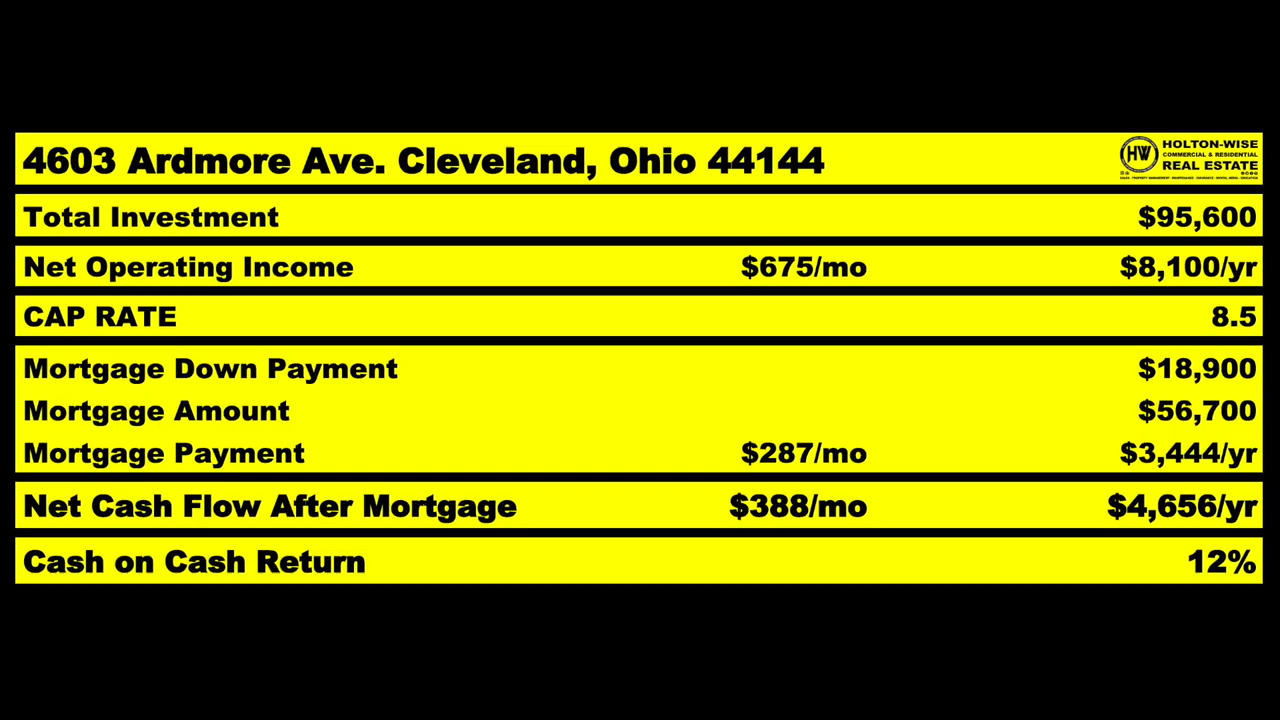 4603 Ardmore Ave. Cleveland, Ohio 44144
HW
HOLTON-WISE
COMMERCIAL & RESIDENTIAL
REAL ESTATE
Total Investment $95,600
Net Operating Income $675/mo $8,100/yr
CAP RATE 8.5
Mortgage Down Payment $18,900
Mortgage Amount $56,700
Mortgage Payment $287/mo $3,444/yr
Net Cash Flow After Mortgage $388/mo $4,656/yr
Cash on Cash Return 12%